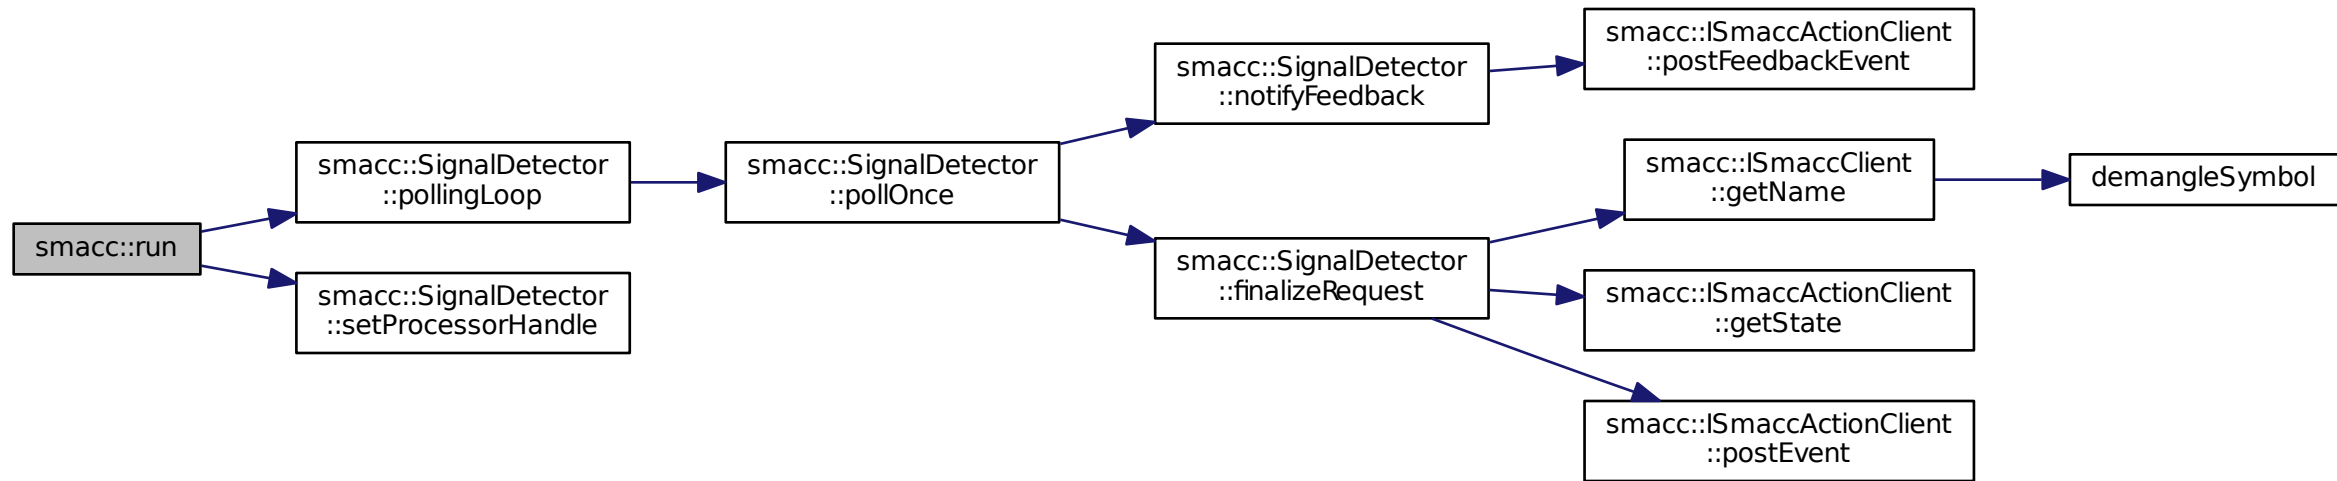 smacc::run
smacc::SignalDetector
::pollingLoop
smacc::SignalDetector
::setProcessorHandle
smacc::SignalDetector
::pollOnce
smacc::SignalDetector
::notifyFeedback
smacc::SignalDetector
::finalizeRequest
smacc::ISmaccActionClient
::postFeedbackEvent
smacc::ISmaccClient
::getName
smacc::ISmaccActionClient
::getState
smacc::ISmaccActionClient
::postEvent
demangleSymbol